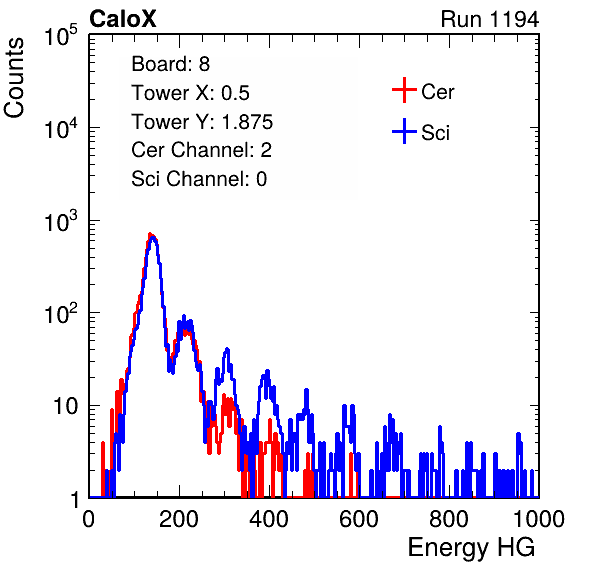 CaloX Run 1194
Counts
10^5
10^4
10^3
10^2
10
1
Board: 8
Tower X: 0.5
Tower Y: 1.875
Cer Channel: 2
Sci Channel: 0
Cer
Sci
0 200 400 600 800 1000
Energy HG